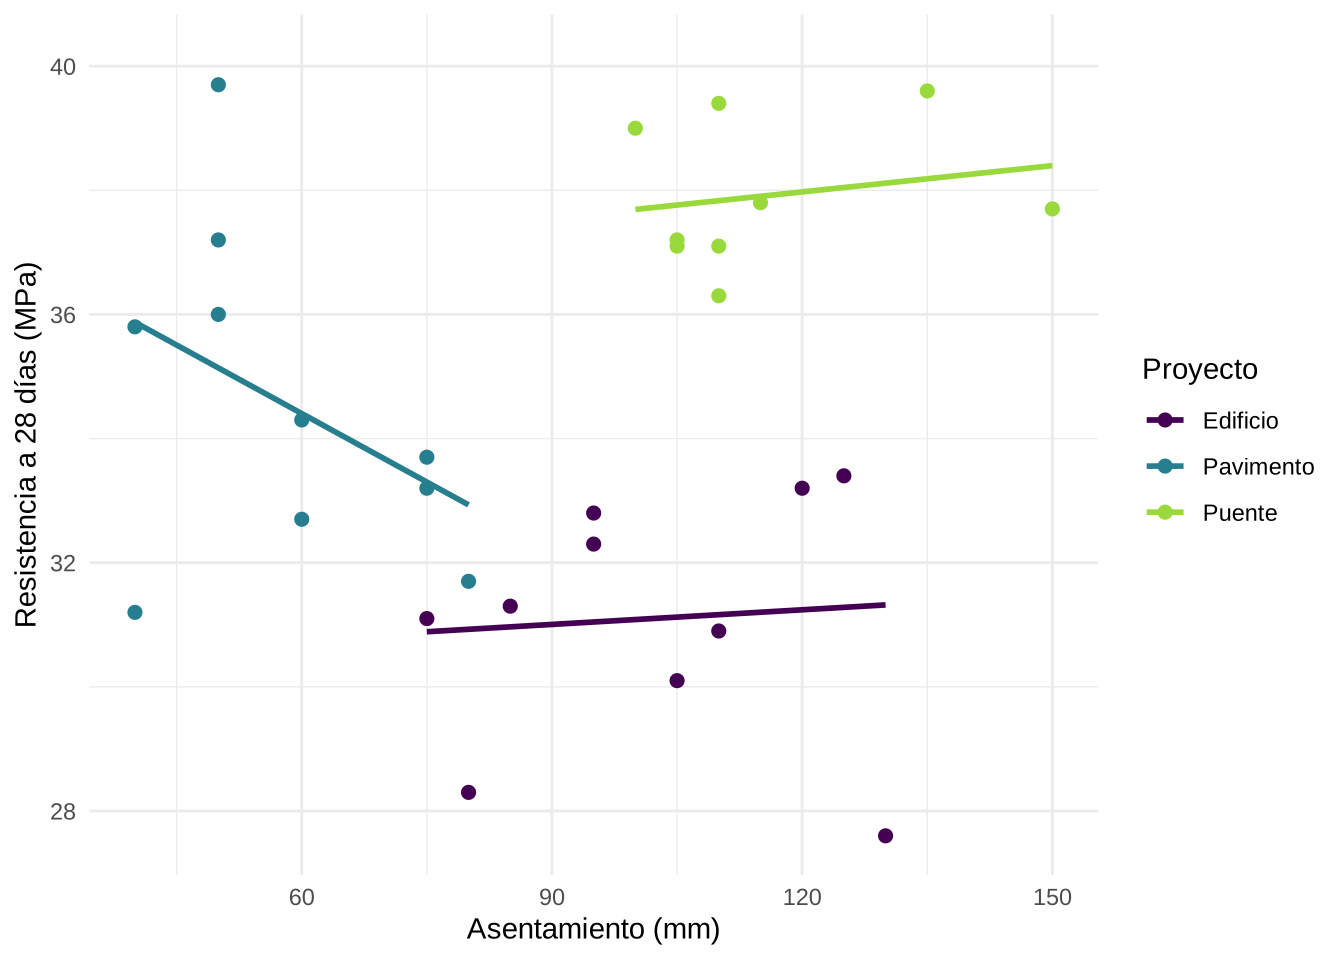 40
36
32
28
60
90
120
150
Asentamiento (mm)
Resistencia a 28 días (MPa)
Proyecto
Edificio
Pavimento
Puente